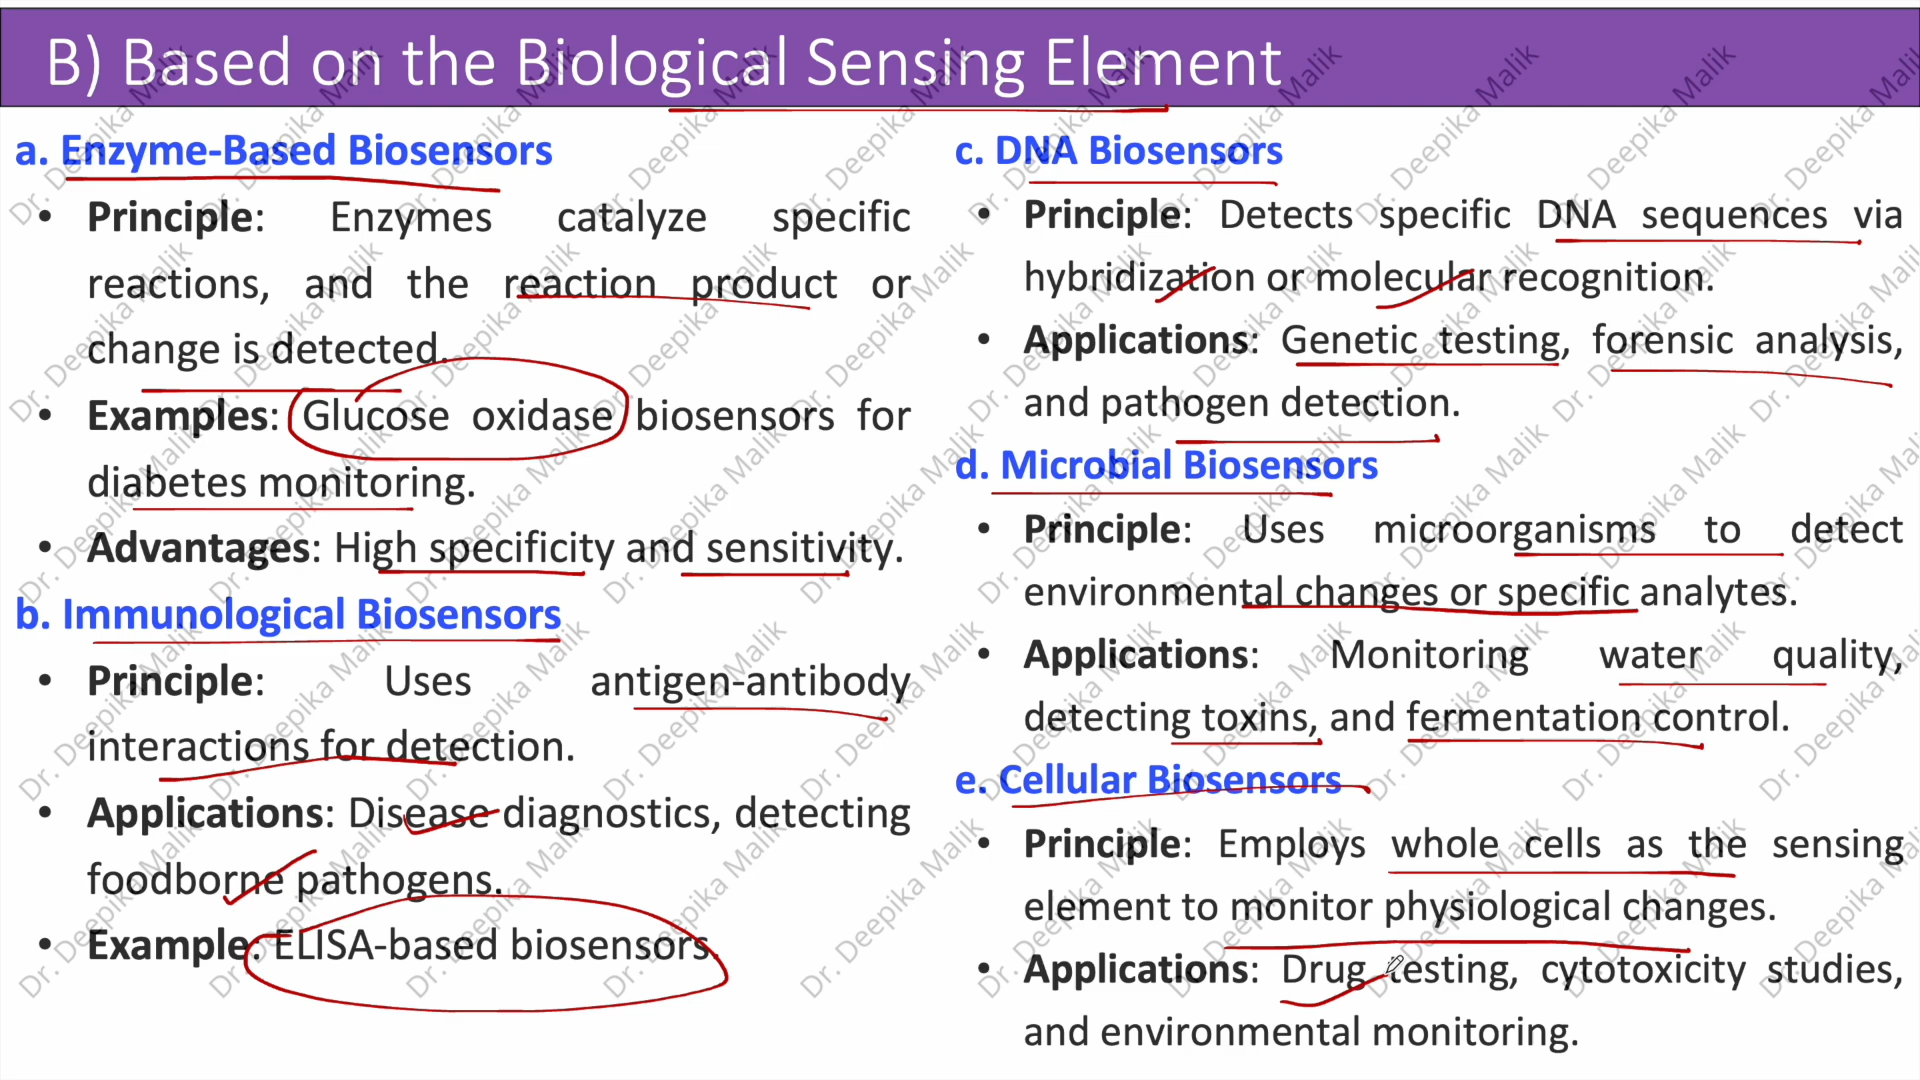 B) Based on the Biological Sensing Element
a. Enzyme-Based Biosensors
• Principle: Enzymes catalyze specific
reactions, and the reaction product or
change is detected.
• Examples: Glucose oxidase biosensors for
diabetes monitoring.
• Advantages: High specificity and sensitivity.
b. Immunological Biosensors
• Principle: Uses antigen-antibody
interactions for detection.
• Applications: Disease diagnostics, detecting
foodborne pathogens.
• Example: ELISA-based biosensors.
c. DNA Biosensors
• Principle: Detects specific DNA sequences via
hybridization or molecular recognition.
• Applications: Genetic testing, forensic analysis,
and pathogen detection.
d. Microbial Biosensors
• Principle: Uses microorganisms to detect
environmental changes or specific analytes.
• Applications: Monitoring water quality,
detecting toxins, and fermentation control.
e. Cellular Biosensors
• Principle: Employs whole cells as the sensing
element to monitor physiological changes.
• Applications: Drug testing, cytotoxicity studies,
and environmental monitoring.
Dr. Deepika Malik